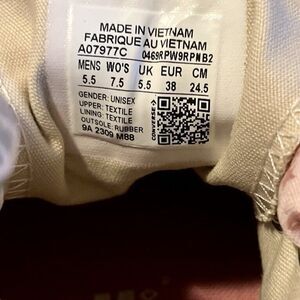 MADE IN VIETNAM
FABRIQUE AU VIETNAM
A07977C 0469RPW9RPNB2
MENS WO'S UK EUR CM
5.5 7.5 5.5 38 24.5
GENDER: UNISEX
UPPER: TEXTILE
LINING: TEXTILE
OUTSOLE: RUBBER
9A 2309 M88
CONVERSE